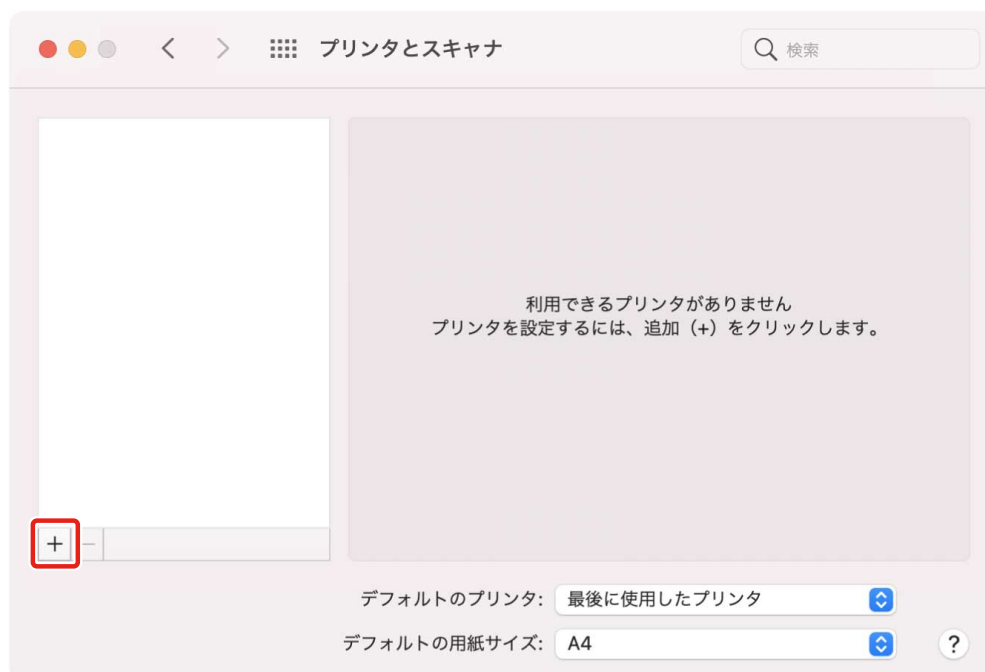 プリンタとスキャナ
検索
利用できるプリンタがありません
プリンタを設定するには、追加（+）をクリックします。
+ −
デフォルトのプリンタ: 最後に使用したプリンタ
デフォルトの用紙サイズ: A4
?